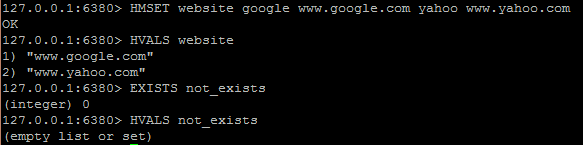 127.0.0.1:6380> HMSET website google www.google.com yahoo www.yahoo.com
OK
127.0.0.1:6380> HVALS website
1) "www.google.com"
2) "www.yahoo.com"
127.0.0.1:6380> EXISTS not_exists
(integer) 0
127.0.0.1:6380> HVALS not_exists
(empty list or set)